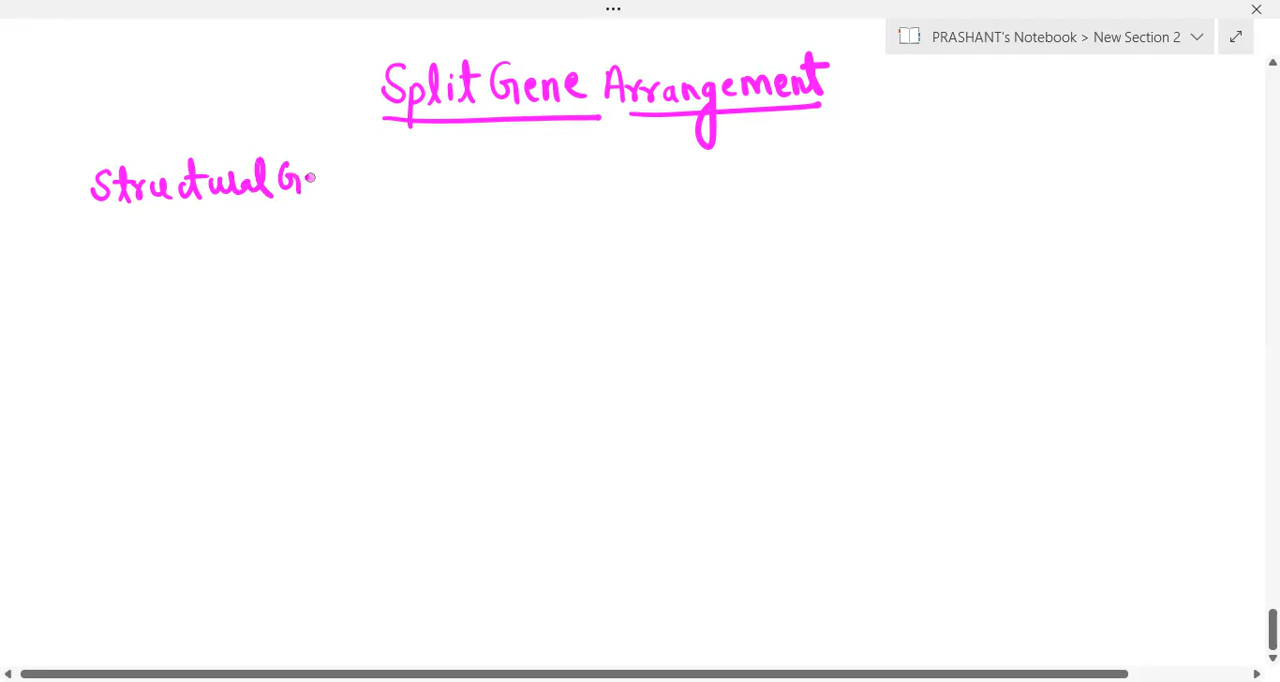 ...
PRASHANT's Notebook > New Section 2
Split Gene Arrangement
Structural G